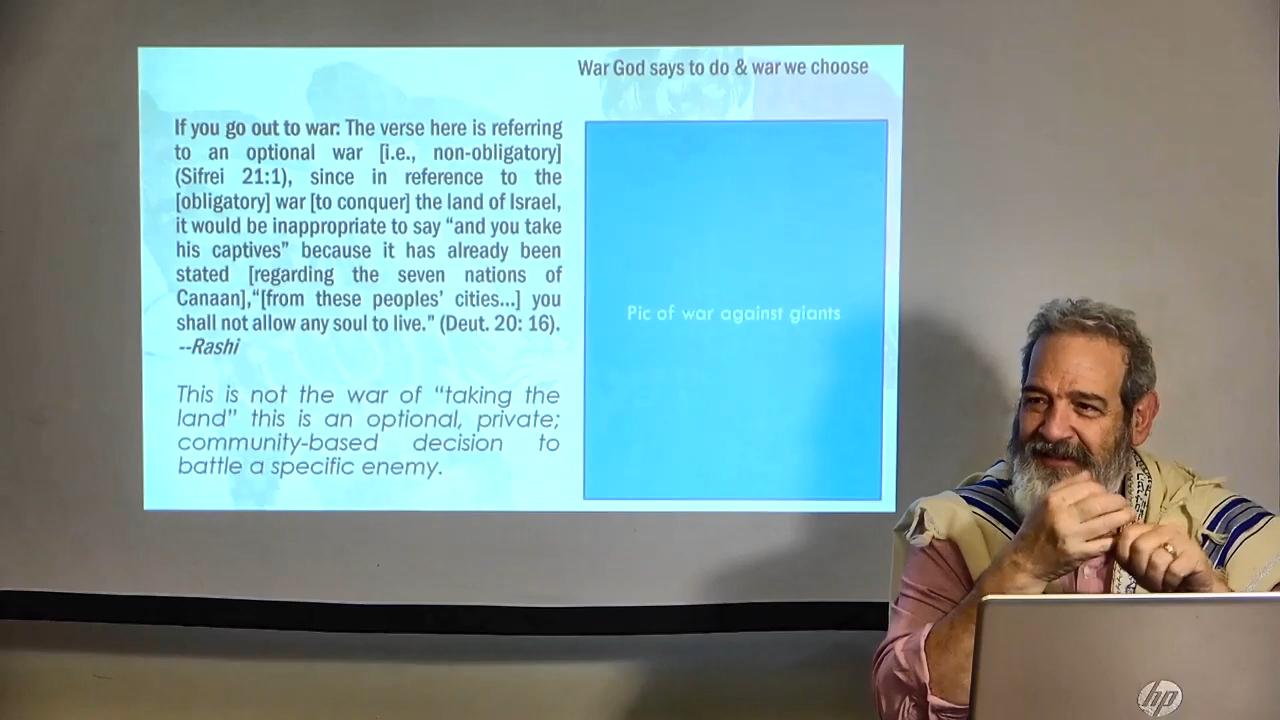 War God says to do & war we choose
If you go out to war: The verse here is referring
to an optional war [i.e., non-obligatory]
(Sifrei 21:1), since in reference to the
[obligatory] war [to conquer] the land of Israel,
it would be inappropriate to say “and you take
his captives” because it has already been
stated [regarding the seven nations of
Canaan],“[from these peoples’ cities...] you
shall not allow any soul to live.” (Deut. 20: 16).
--Rashi
This is not the war of “taking the
land” this is an optional, private;
community-based decision to
battle a specific enemy.
Pic of war against giants
hp